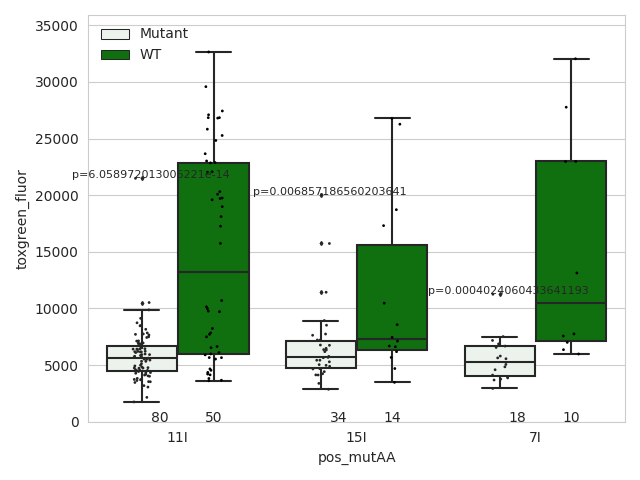 35000
Mutant
WT
30000
25000
p=6.058972013005221e-14
20000
p=0.006857186560203641
15000
p=0.0004024060433641193
10000
5000
0
80 50 34 14 18 10
11I 15I 7I
pos_mutAA
toxgreen_fluor